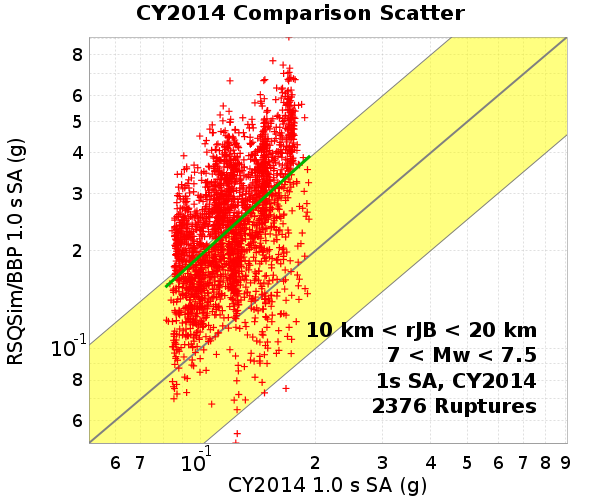 CY2014 Comparison Scatter
RSQSim/BBP 1.0 s SA (g)
8
6
5
4
3
2
10-1
8
6
10 km < rJB < 20 km
7 < Mw < 7.5
1s SA, CY2014
2376 Ruptures
6 7 10-1 2 3 4 5 6 7 8 9
CY2014 1.0 s SA (g)